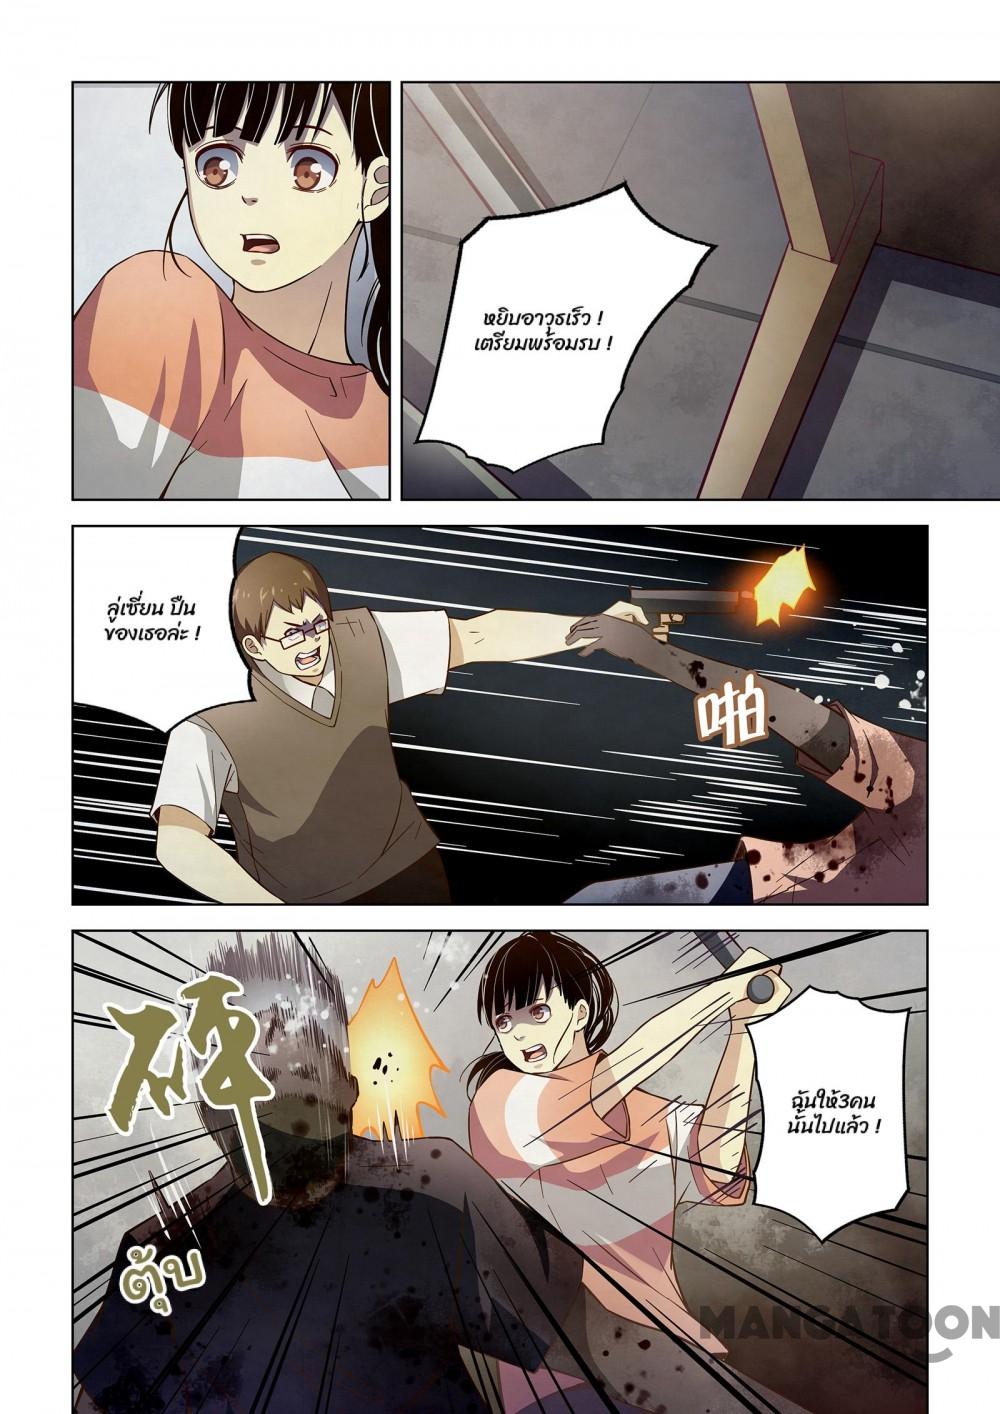 หยิบอาวุธเร็ว !
เตรียมพร้อมรบ !
ลู่เซี่ยน ปืน
ของเธอล่ะ !
啪
砰
ฉันให้3คน
นั้นไปแล้ว !
ตุ้บ
MANGATOON